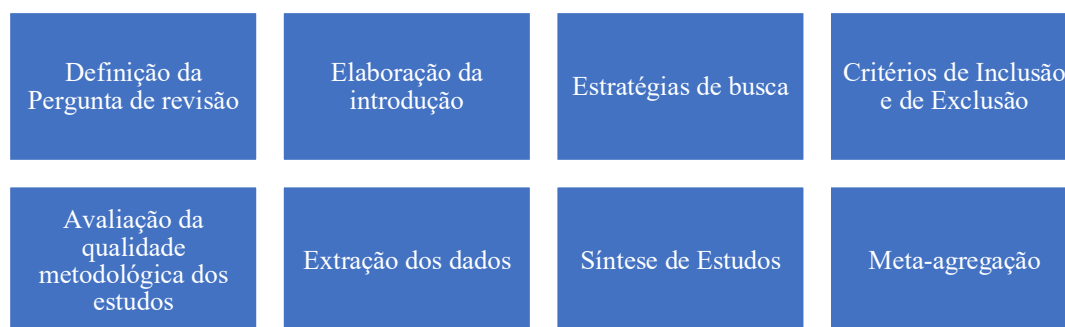 Definição da
Pergunta de revisão
Elaboração da
introdução
Estratégias de busca
Critérios de Inclusão
e de Exclusão
Avaliação da
qualidade
metodológica dos
estudos
Extração dos dados
Síntese de Estudos
Meta-agregação